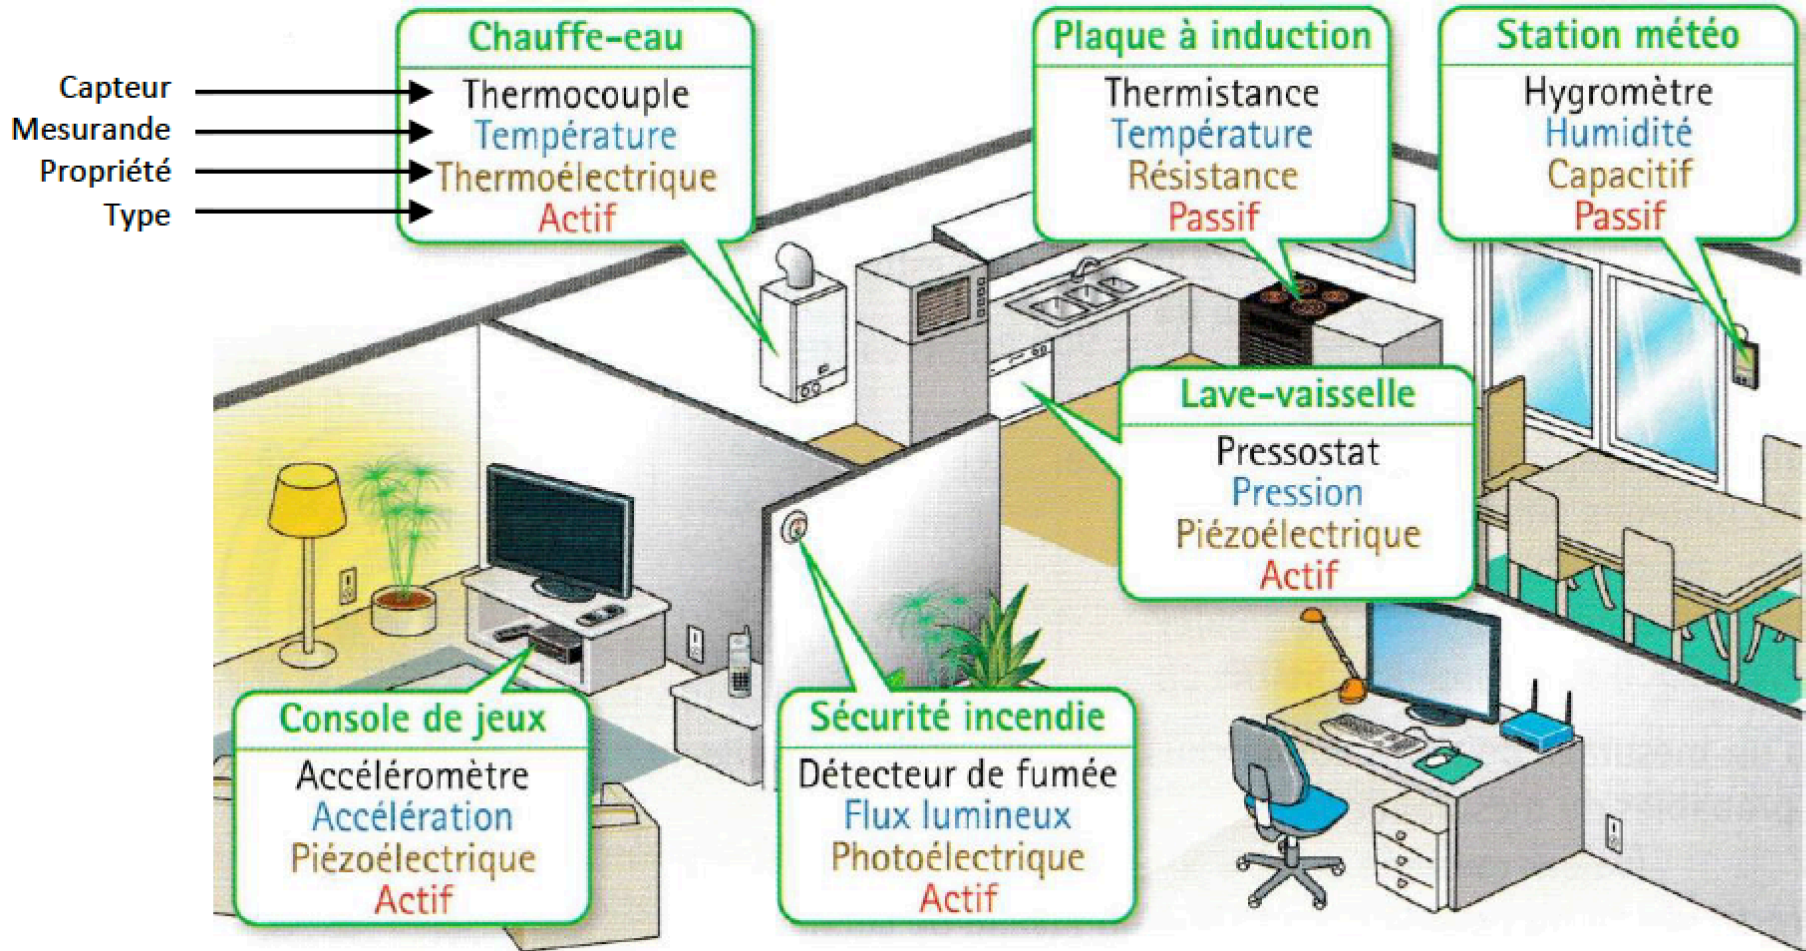 Capteur
Mesurande
Propriété
Type
Chauffe-eau
Thermocouple
Température
Thermoélectrique
Actif
Plaque à induction
Thermistance
Température
Résistance
Passif
Station météo
Hygromètre
Humidité
Capacitif
Passif
Lave-vaisselle
Pressostat
Pression
Piézoélectrique
Actif
Console de jeux
Accéléromètre
Accélération
Piézoélectrique
Actif
Sécurité incendie
Détecteur de fumée
Flux lumineux
Photoélectrique
Actif